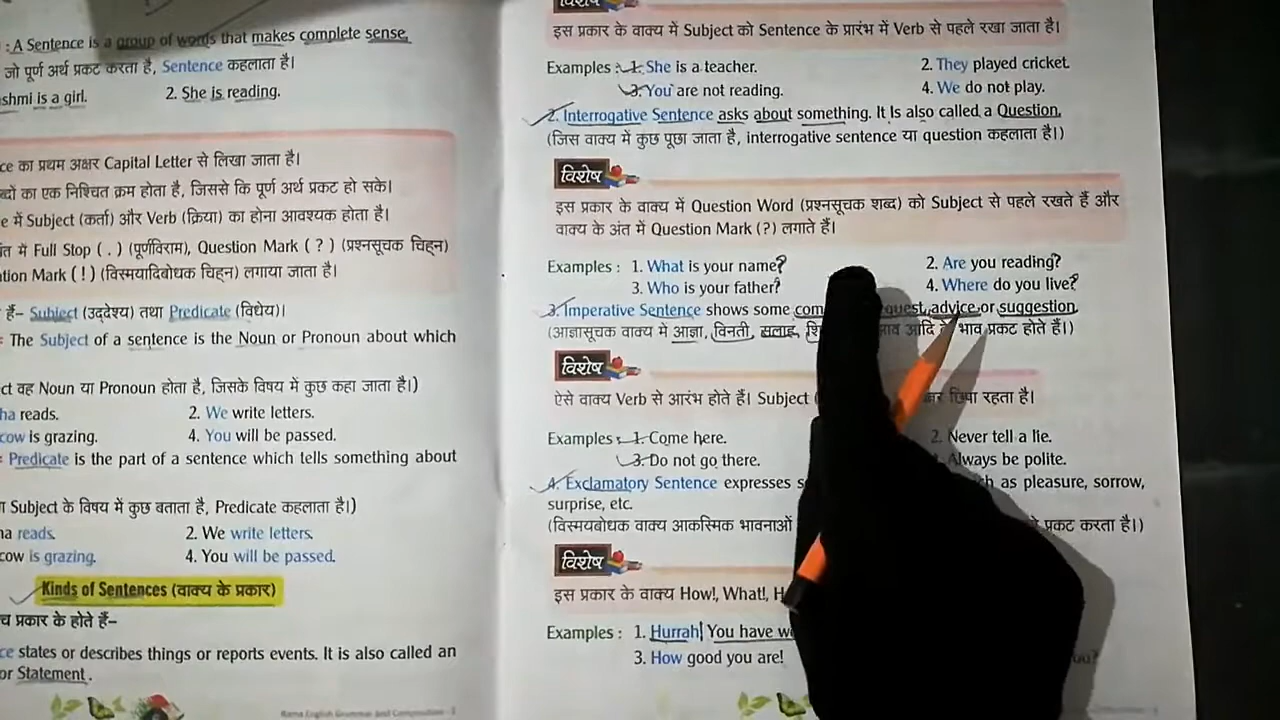 : A Sentence is a group of words that makes complete sense.
जो पूर्ण अर्थ प्रकट करता है, Sentence कहलाता है।
shmi is a girl. 2. She is reading.
ce का प्रथम अक्षर Capital Letter से लिखा जाता है।
ब्दों का एक निश्चित क्रम होता है, जिससे कि पूर्ण अर्थ प्रकट हो सके।
e में Subject (कर्ता) और Verb (क्रिया) का होना आवश्यक होता है।
अंत में Full Stop ( . ) (पूर्णविराम), Question Mark ( ? ) (प्रश्नसूचक चिह्न)
tion Mark ( ! ) (विस्मयादिबोधक चिह्न) लगाया जाता है।
हैं– Subject (उद्देश्य) तथा Predicate (विधेय)।
: The Subject of a sentence is the Noun or Pronoun about which
ct वह Noun या Pronoun होता है, जिसके विषय में कुछ कहा जाता है।)
ha reads. 2. We write letters.
cow is grazing. 4. You will be passed.
: Predicate is the part of a sentence which tells something about
Subject के विषय में कुछ बताता है, Predicate कहलाता है।)
ha reads. 2. We write letters.
cow is grazing. 4. You will be passed.
Kinds of Sentences (वाक्य के प्रकार)
च प्रकार के होते हैं–
ce states or describes things or reports events. It is also called an
or Statement.
Rama English Grammar and Composition - 3
विशेष
इस प्रकार के वाक्य में Subject को Sentence के प्रारंभ में Verb से पहले रखा जाता है।
Examples : 1. She is a teacher. 2. They played cricket.
3. You are not reading. 4. We do not play.
2. Interrogative Sentence asks about something. It is also called a Question.
(जिस वाक्य में कुछ पूछा जाता है, interrogative sentence या question कहलाता है।)
विशेष
इस प्रकार के वाक्य में Question Word (प्रश्नसूचक शब्द) को Subject से पहले रखते हैं और
वाक्य के अंत में Question Mark (?) लगाते हैं।
Examples : 1. What is your name? 2. Are you reading?
3. Who is your father? 4. Where do you live?
3. Imperative Sentence shows some com quest, advice or suggestion.
(आज्ञासूचक वाक्य मे आज्ञा, विनती, सलाह, आदि के भाव प्रकट होते हैं।)
विशेष
ऐसे वाक्य Verb से आरंभ होते हैं। Subject छिपा रहता है।
Examples : 1. Come here. 2. Never tell a lie.
3. Do not go there. Always be polite.
4. Exclamatory Sentence expresses as pleasure, sorrow,
surprise, etc.
(विस्मयबोधक वाक्य आकस्मिक भावनाओं प्रकट करता है।)
विशेष
इस प्रकार के वाक्य How!, What!, H
Examples : 1. Hurrah! You have w
3. How good you are!